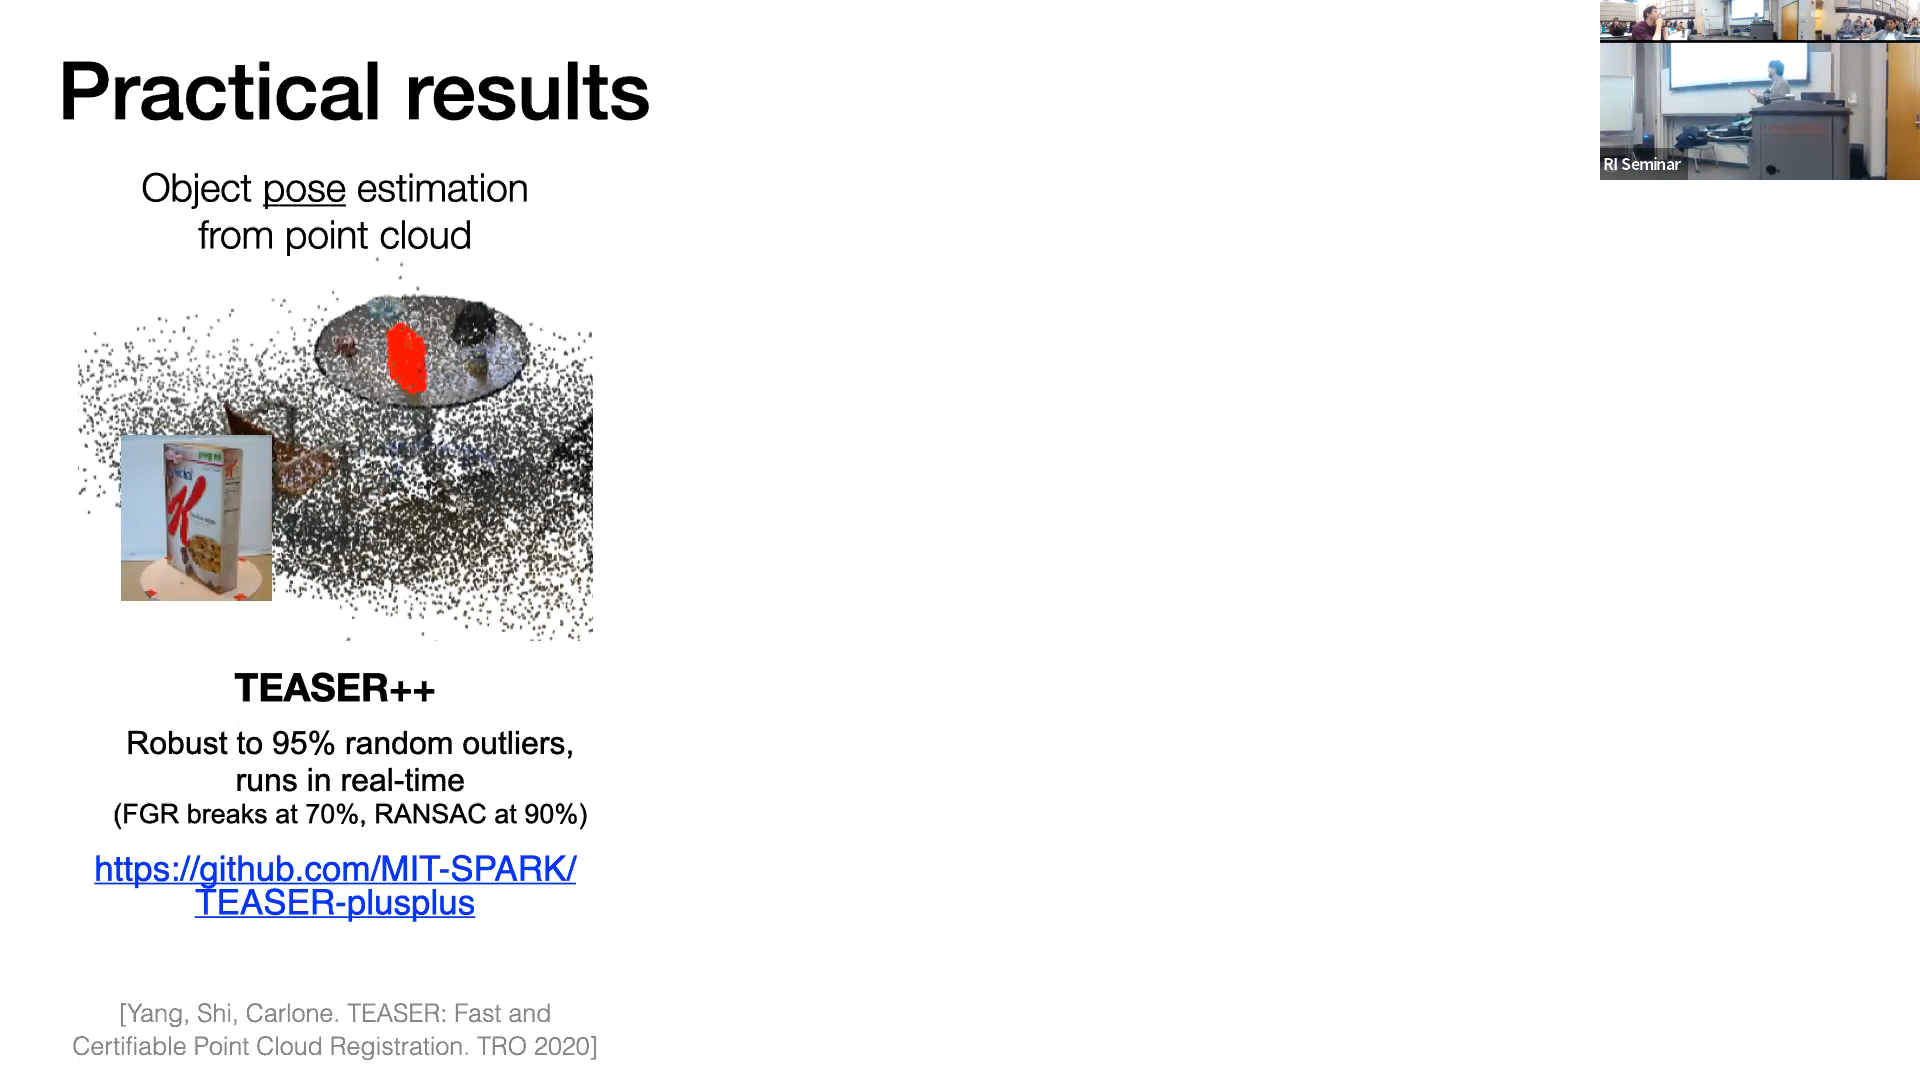 Practical results
Object pose estimation
from point cloud
K
TEASER++
Robust to 95% random outliers,
runs in real-time
(FGR breaks at 70%, RANSAC at 90%)
https://github.com/MIT-SPARK/
TEASER-plusplus
[Yang, Shi, Carlone. TEASER: Fast and
Certifiable Point Cloud Registration. TRO 2020]
RI Seminar